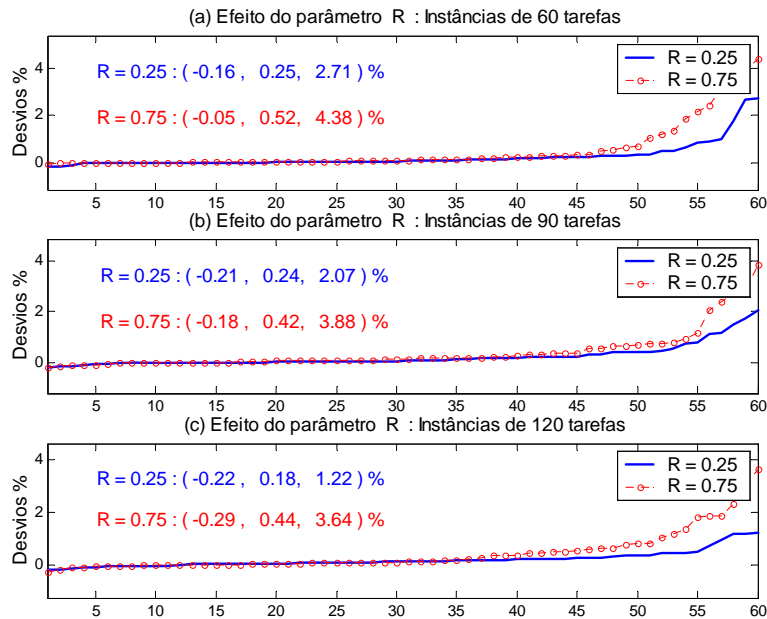 (a) Efeito do parâmetro R : Instâncias de 60 tarefas
Desvios %
4
2
0
R = 0.25 : ( -0.16 , 0.25, 2.71 ) %
R = 0.75 : ( -0.05, 0.52, 4.38 ) %
R = 0.25
R = 0.75
5 10 15 20 25 30 35 40 45 50 55 60
(b) Efeito do parâmetro R : Instâncias de 90 tarefas
Desvios %
4
2
0
R = 0.25 : ( -0.21 , 0.24, 2.07 ) %
R = 0.75 : ( -0.18 , 0.42, 3.88 ) %
R = 0.25
R = 0.75
5 10 15 20 25 30 35 40 45 50 55 60
(c) Efeito do parâmetro R : Instâncias de 120 tarefas
Desvios %
4
2
0
R = 0.25 : ( -0.22 , 0.18, 1.22 ) %
R = 0.75 : ( -0.29 , 0.44, 3.64 ) %
R = 0.25
R = 0.75
5 10 15 20 25 30 35 40 45 50 55 60